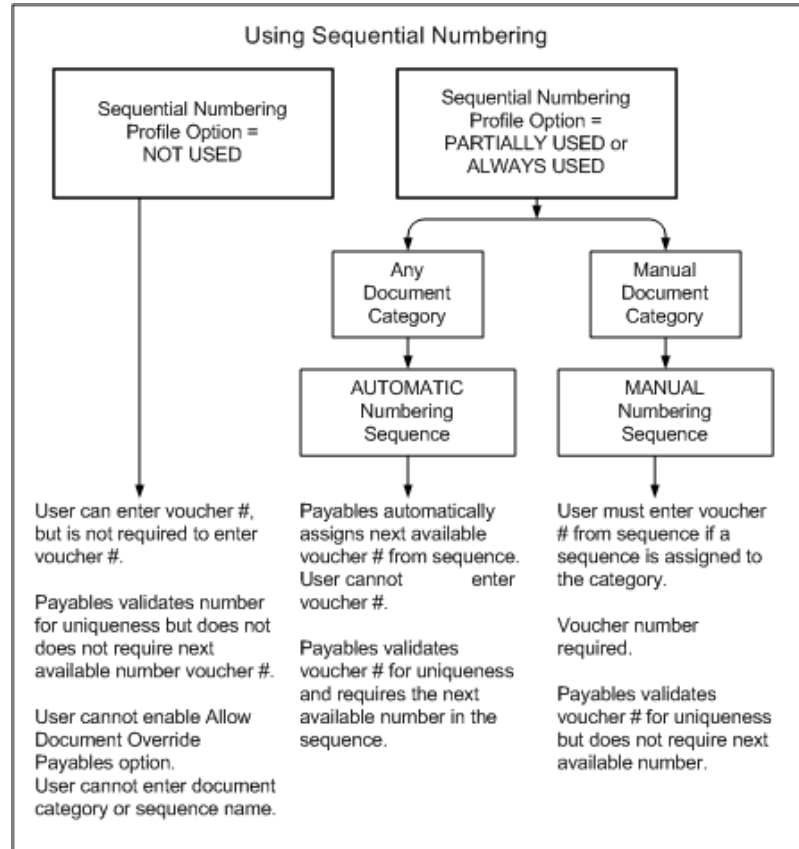 Using Sequential Numbering
Sequential Numbering
Profile Option =
NOT USED
Sequential Numbering
Profile Option =
PARTIALLY USED or
ALWAYS USED
Any
Document
Category
Manual
Document
Category
AUTOMATIC
Numbering
Sequence
MANUAL
Numbering
Sequence
User can enter voucher #,
but is not required to enter
voucher #.
Payables validates number
for uniqueness but does not
does not require next
available number voucher #.
User cannot enable Allow
Document Override
Payables option.
User cannot enter document
category or sequence name.
Payables automatically
assigns next available
voucher # from sequence.
User cannot enter
voucher #.
Payables validates
voucher # for uniqueness
and requires the next
available number in the
sequence.
User must enter voucher
# from sequence if a
sequence is assigned to
the category.
Voucher number
required.
Payables validates
voucher # for uniqueness
but does not require next
available number.